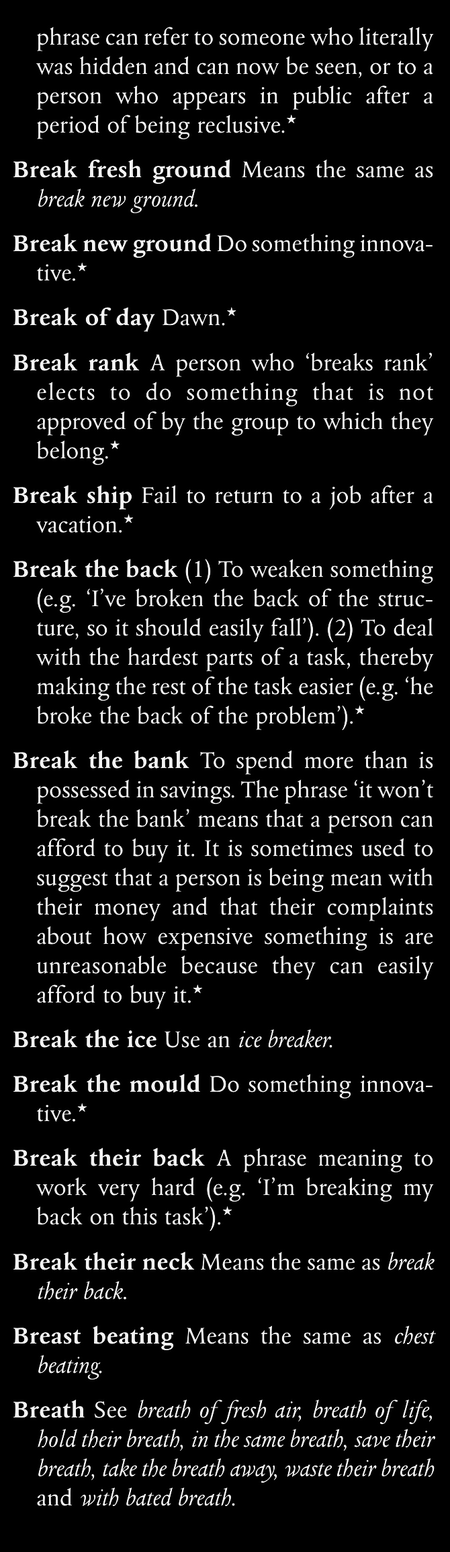 phrase can refer to someone who literally
was hidden and can now be seen, or to a
person who appears in public after a
period of being reclusive.★
Break fresh ground Means the same as
break new ground.
Break new ground Do something innova-
tive.★
Break of day Dawn.★
Break rank A person who ‘breaks rank’
elects to do something that is not
approved of by the group to which they
belong.★
Break ship Fail to return to a job after a
vacation.★
Break the back (1) To weaken something
(e.g. ‘I’ve broken the back of the struc-
ture, so it should easily fall’). (2) To deal
with the hardest parts of a task, thereby
making the rest of the task easier (e.g. ‘he
broke the back of the problem’).★
Break the bank To spend more than is
possessed in savings. The phrase ‘it won’t
break the bank’ means that a person can
afford to buy it. It is sometimes used to
suggest that a person is being mean with
their money and that their complaints
about how expensive something is are
unreasonable because they can easily
afford to buy it.★
Break the ice Use an ice breaker.
Break the mould Do something innova-
tive.★
Break their back A phrase meaning to
work very hard (e.g. ‘I’m breaking my
back on this task’).★
Break their neck Means the same as break
their back.
Breast beating Means the same as chest
beating.
Breath See breath of fresh air, breath of life,
hold their breath, in the same breath, save their
breath, take the breath away, waste their breath
and with bated breath.